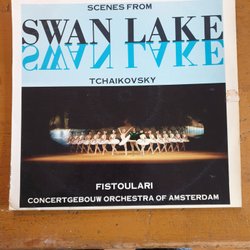 SCENES FROM
SWAN LAKE
SWAN LAKE
TCHAIKOVSKY
FISTOULARI
CONCERTGEBOUW ORCHESTRA OF AMSTERDAM